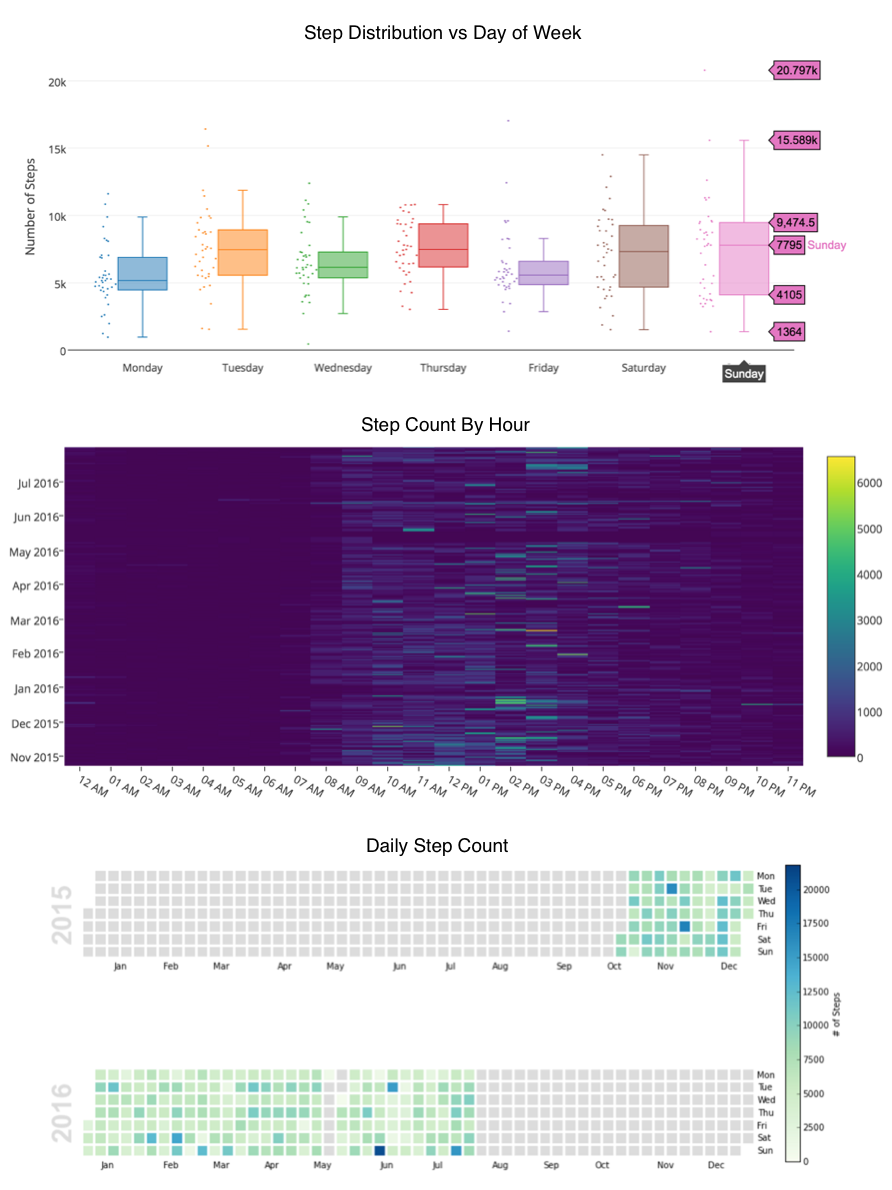 Step Distribution vs Day of Week
20k
15k
10k
5k
0
Number of Steps
20.797k
15.589k
9,474.5
7795 Sunday
4105
1364
Monday Tuesday Wednesday Thursday Friday Saturday Sunday
Step Count By Hour
Jul 2016
Jun 2016
May 2016
Apr 2016
Mar 2016
Feb 2016
Jan 2016
Dec 2015
Nov 2015
12 AM 01 AM 02 AM 03 AM 04 AM 05 AM 06 AM 07 AM 08 AM 09 AM 10 AM 11 AM 12 PM 01 PM 02 PM 03 PM 04 PM 05 PM 06 PM 07 PM 08 PM 09 PM 10 PM 11 PM
6000
5000
4000
3000
2000
1000
0
Daily Step Count
2015
Mon
Tue
Wed
Thu
Fri
Sat
Sun
Jan Feb Mar Apr May Jun Jul Aug Sep Oct Nov Dec
2016
Mon
Tue
Wed
Thu
Fri
Sat
Sun
Jan Feb Mar Apr May Jun Jul Aug Sep Oct Nov Dec
20000
17500
15000
12500
10000
7500
5000
2500
0
# of Steps